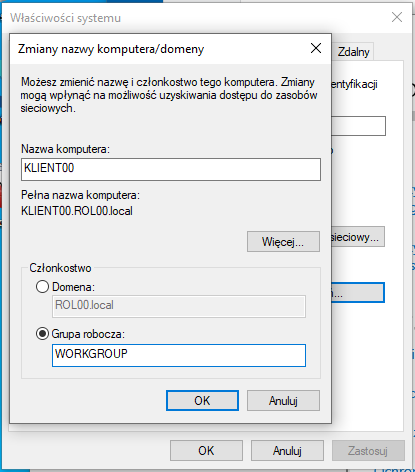 Właściwości systemu
Zmiany nazwy komputera/domeny
Zdalny
Możesz zmienić nazwę i członkostwo tego komputera. Zmiany
mogą wpłynąć na możliwość uzyskiwania dostępu do zasobów
sieciowych.
Nazwa komputera:
KLIENT00
Pełna nazwa komputera:
KLIENT00.ROL00.local
Więcej...
sieciowy...
Członkostwo
Domena:
ROL00.local
Grupa robocza:
WORKGROUP
OK
Anuluj
OK
Anuluj
Zastosuj